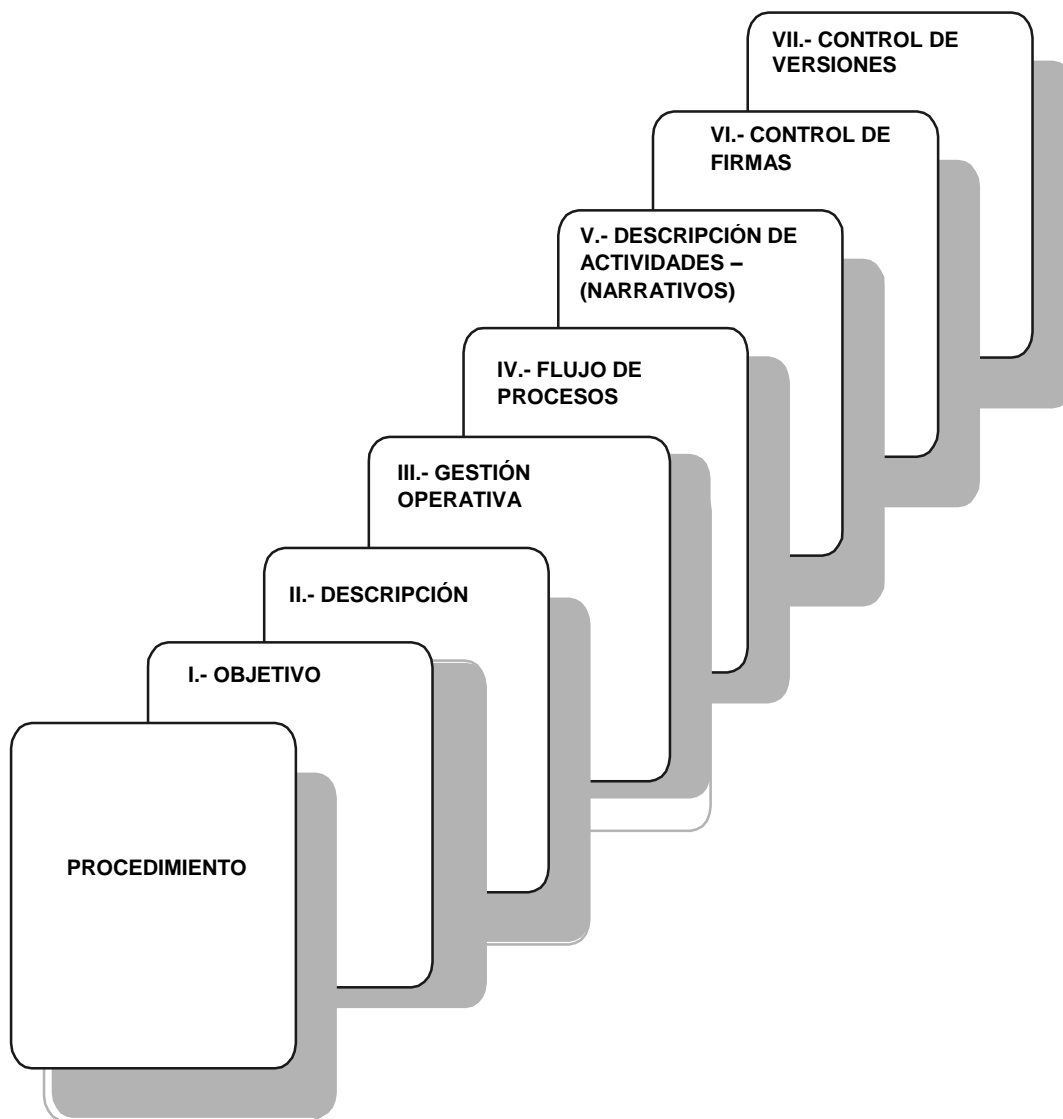 VII.- CONTROL DE
VERSIONES
VI.- CONTROL DE
FIRMAS
V.- DESCRIPCIÓN DE
ACTIVIDADES –
(NARRATIVOS)
IV.- FLUJO DE
PROCESOS
III.- GESTIÓN
OPERATIVA
II.- DESCRIPCIÓN
I.- OBJETIVO
PROCEDIMIENTO